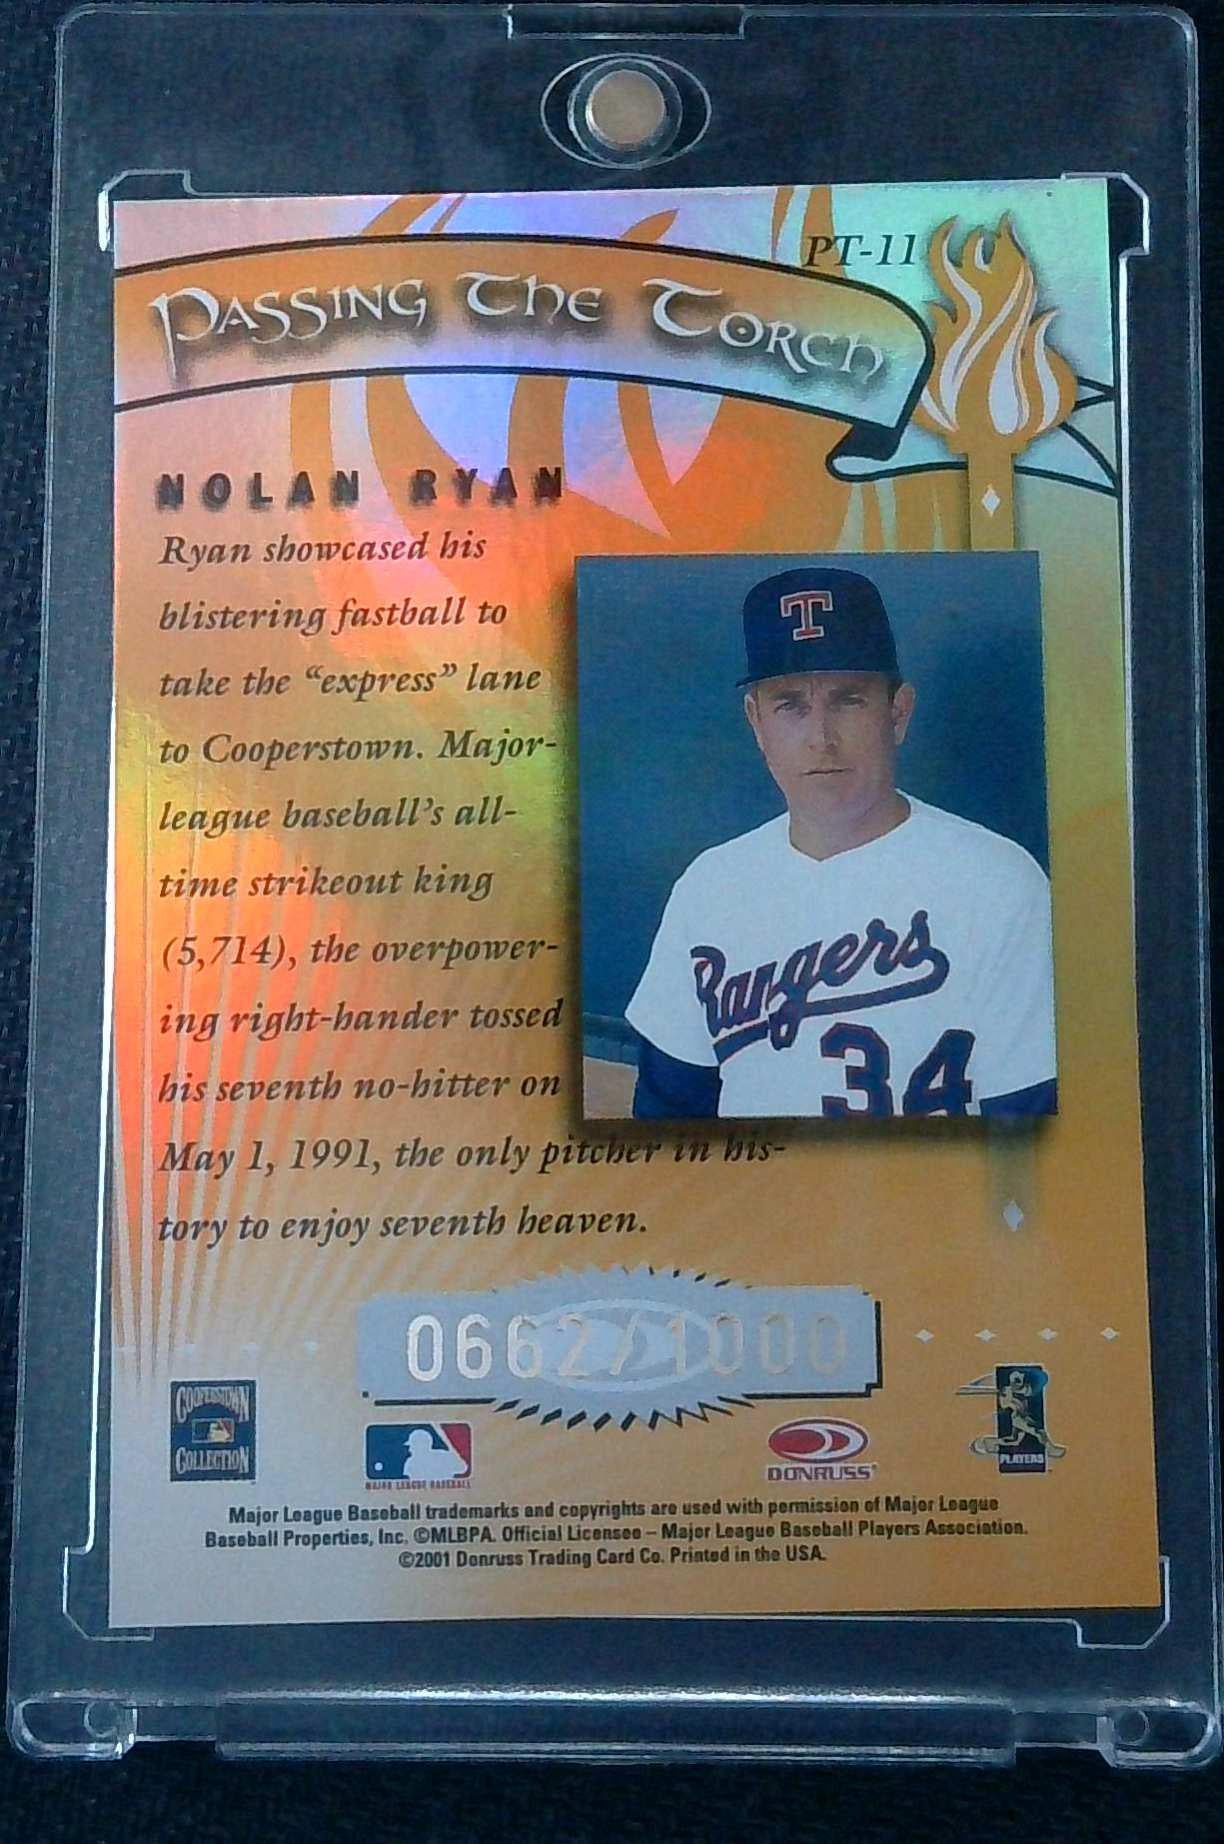 PT-11
Passing The Torch
NOLAN RYAN
Ryan showcased his
blistering fastball to
take the “express” lane
to Cooperstown. Major-
league baseball’s all-
time strikeout king
(5,714), the overpower-
ing right-hander tossed
his seventh no-hitter on
May 1, 1991, the only pitcher in his-
tory to enjoy seventh heaven.
T
Rangers
34
0662/1000
COOPERSTOWN
COLLECTION
MAJOR LEAGUE BASEBALL
DONRUSS
PLAYERS
Major League Baseball trademarks and copyrights are used with permission of Major League
Baseball Properties, Inc. ©MLBPA. Official Licensee – Major League Baseball Players Association.
©2001 Donruss Trading Card Co. Printed in the USA.